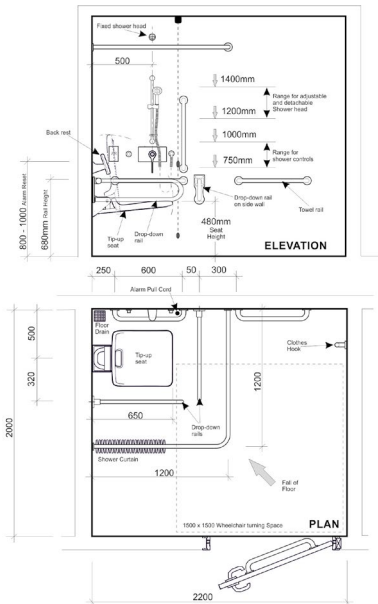 Fixed shower head
500
1400mm
Range for adjustable
and detachable
Shower head
1200mm
1000mm
Range for
shower controls
750mm
Back rest
800 - 1000 Alarm Reset
680mm Rail Height
Tip-up
seat
Drop-down
rail
480mm
Seat
Height
Drop-down rail
on side wall
Towel rail
ELEVATION
250
600
50
300
Alarm Pull Cord
500
320
2000
Floor
Drain
Tip-up
seat
Clothes
Hook
1200
650
Drop-down
rails
Shower Curtain
1200
Fall of
Floor
1500 x 1500 Wheelchair turning Space
PLAN
2200